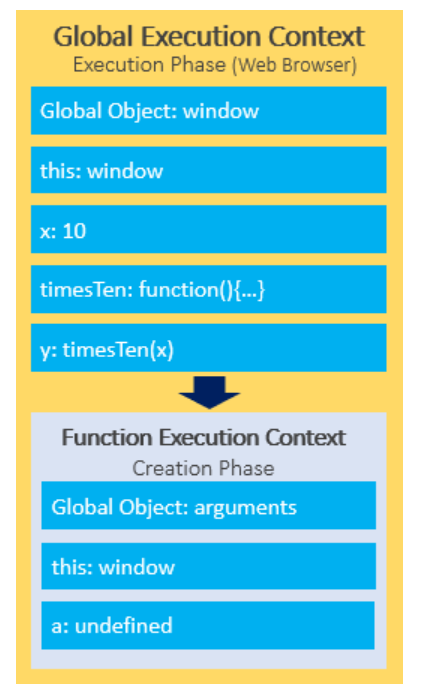 Global Execution Context
Execution Phase (Web Browser)
Global Object: window
this: window
x: 10
timesTen: function(){...}
y: timesTen(x)
Function Execution Context
Creation Phase
Global Object: arguments
this: window
a: undefined